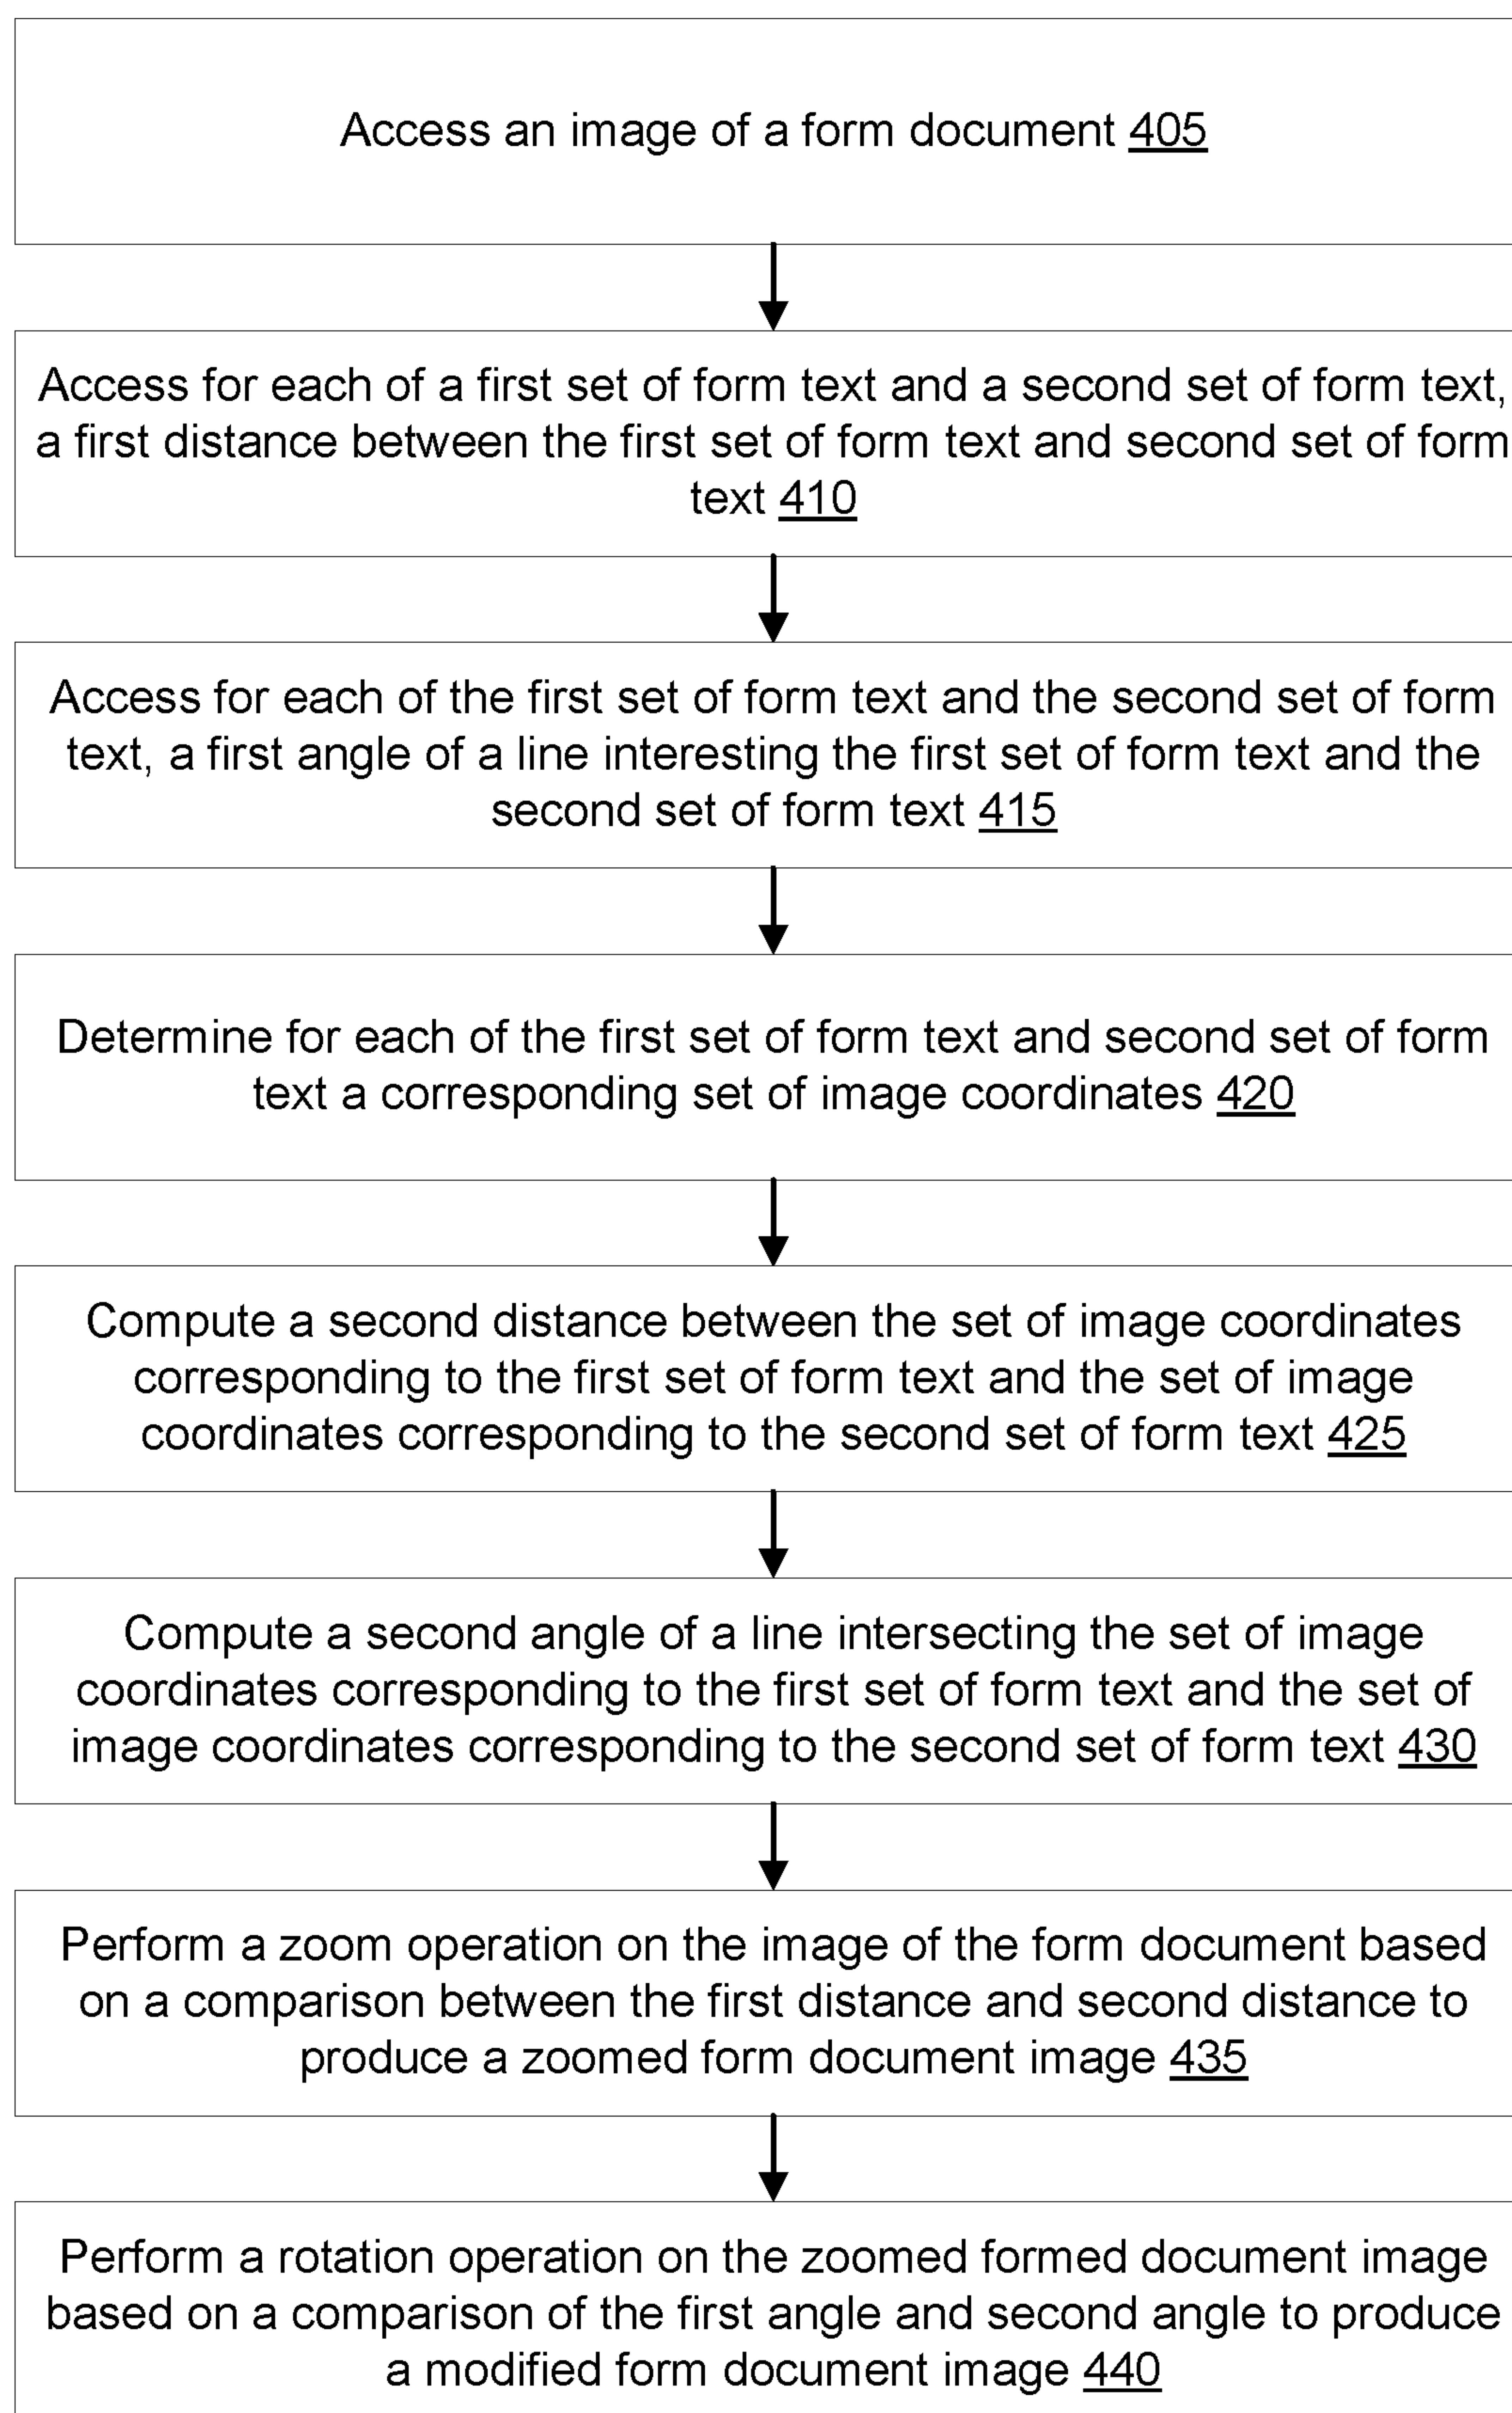 Access an image of a form document 405
Access for each of a first set of form text and a second set of form text,
a first distance between the first set of form text and second set of form
text 410
Access for each of the first set of form text and the second set of form
text, a first angle of a line interesting the first set of form text and the
second set of form text 415
Determine for each of the first set of form text and second set of form
text a corresponding set of image coordinates 420
Compute a second distance between the set of image coordinates
corresponding to the first set of form text and the set of image
coordinates corresponding to the second set of form text 425
Compute a second angle of a line intersecting the set of image
coordinates corresponding to the first set of form text and the set of
image coordinates corresponding to the second set of form text 430
Perform a zoom operation on the image of the form document based
on a comparison between the first distance and second distance to
produce a zoomed form document image 435
Perform a rotation operation on the zoomed formed document image
based on a comparison of the first angle and second angle to produce
a modified form document image 440